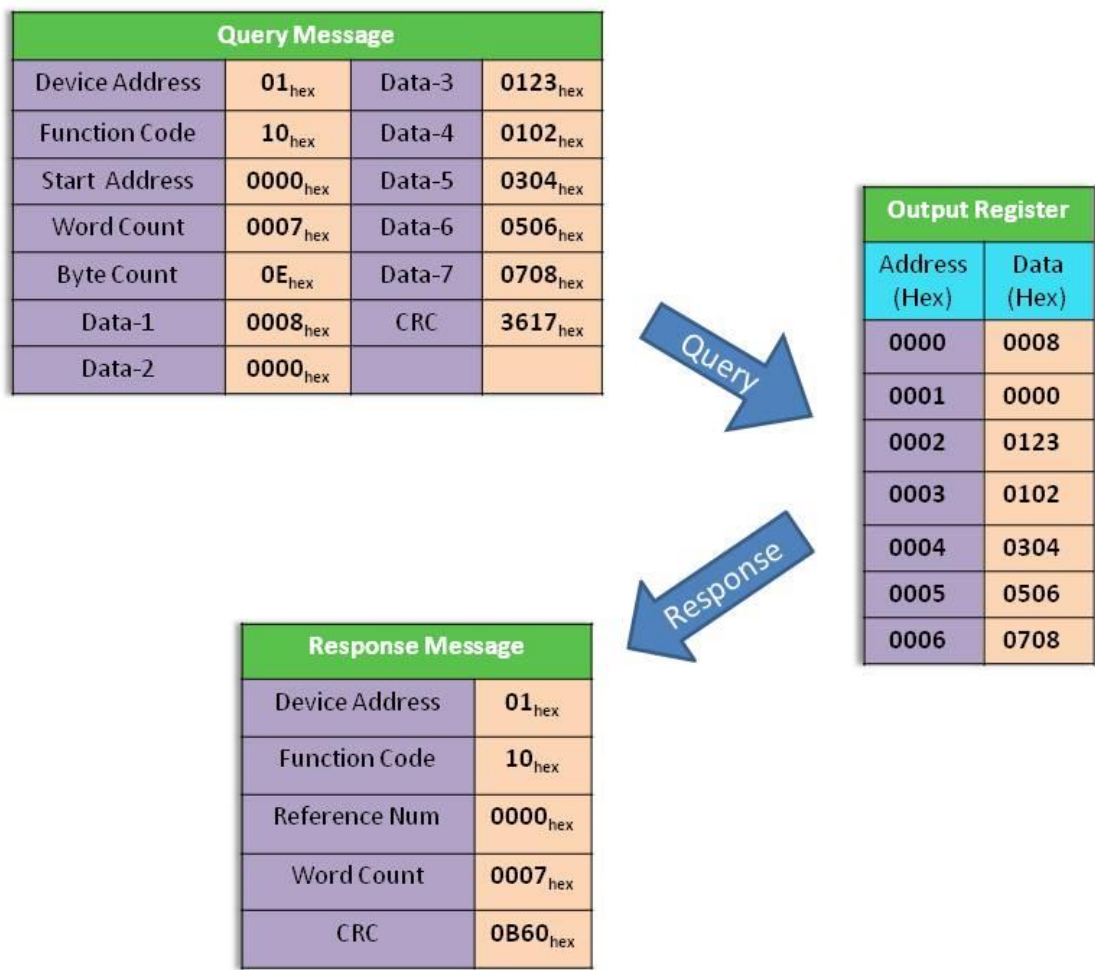 Query Message
Device Address 01hex Data-3 0123hex
Function Code 10hex Data-4 0102hex
Start Address 0000hex Data-5 0304hex
Word Count 0007hex Data-6 0506hex
Byte Count 0Ehex Data-7 0708hex
Data-1 0008hex CRC 3617hex
Data-2 0000hex
Query
Output Register
Address (Hex) Data (Hex)
0000 0008
0001 0000
0002 0123
0003 0102
0004 0304
0005 0506
0006 0708
Response
Response Message
Device Address 01hex
Function Code 10hex
Reference Num 0000hex
Word Count 0007hex
CRC 0B60hex